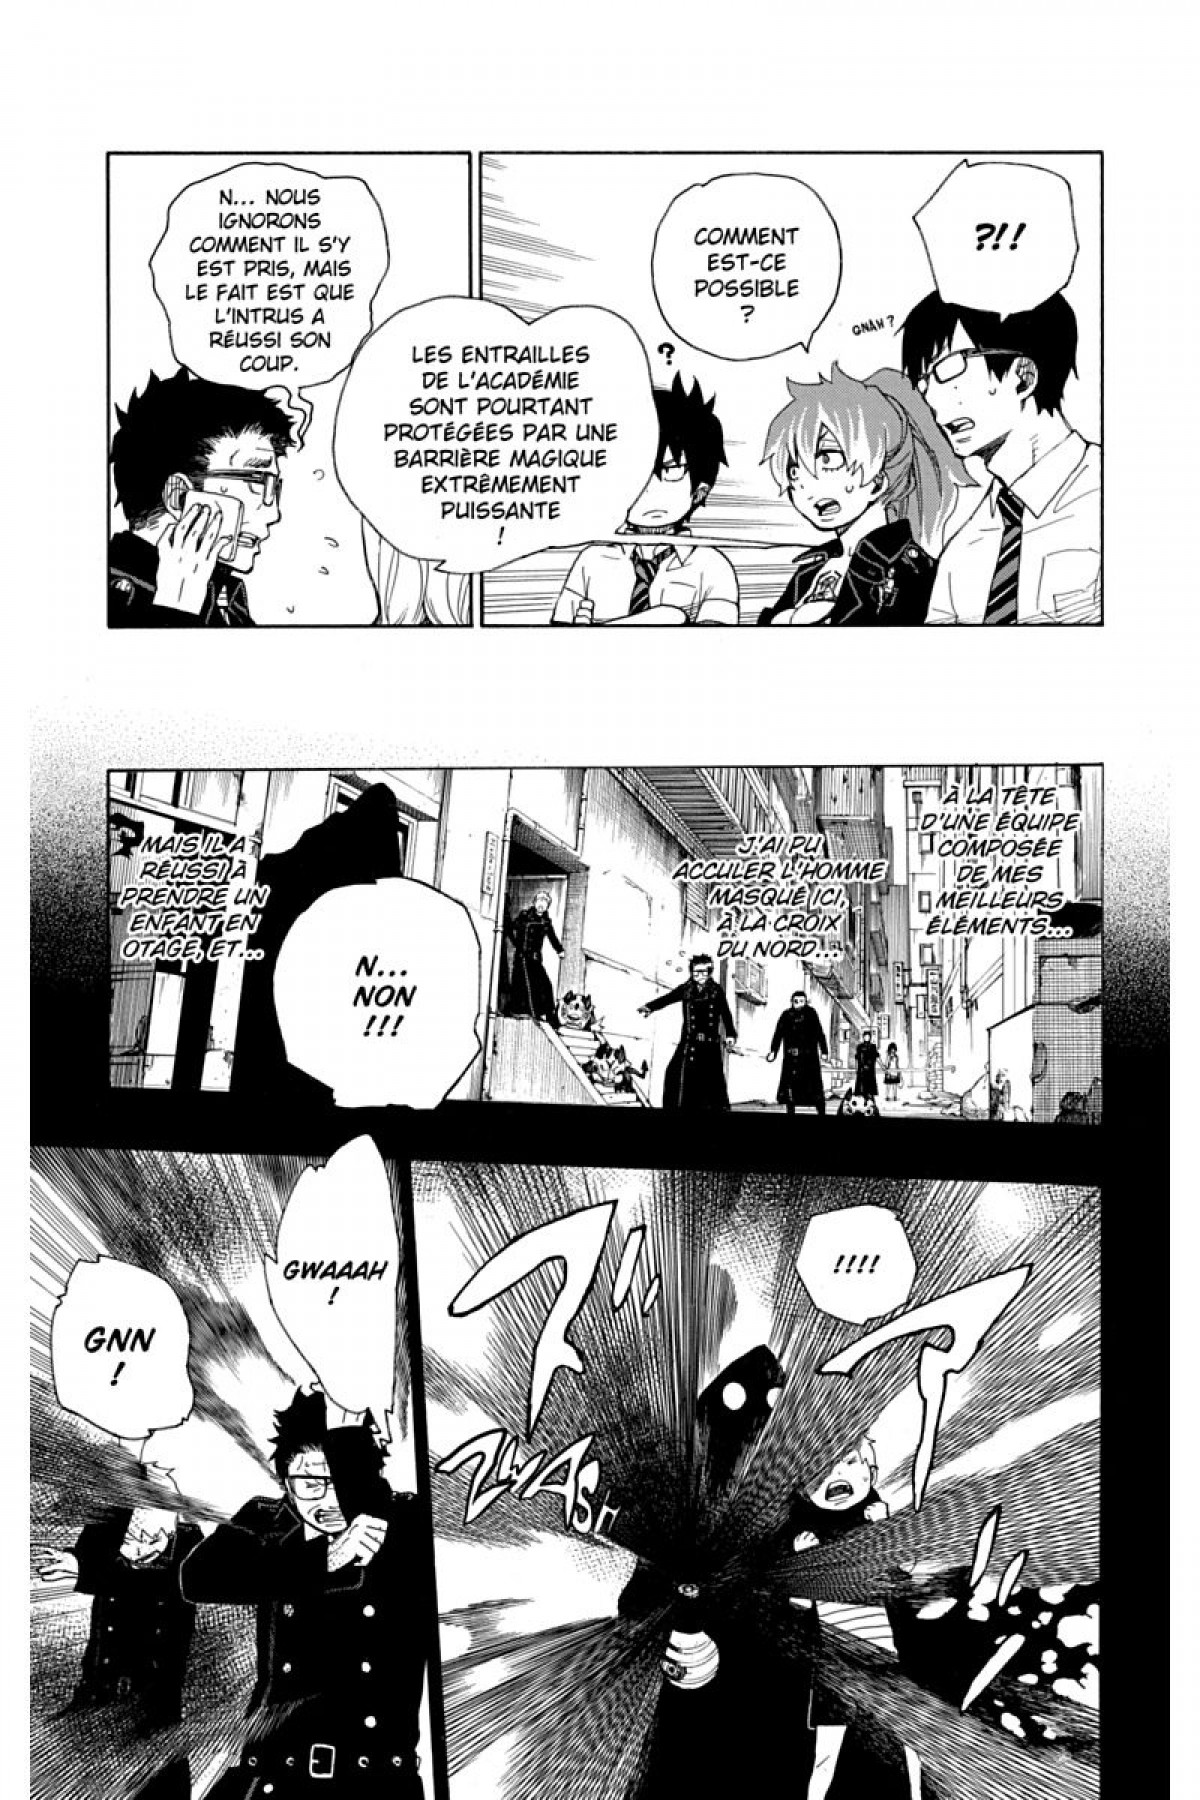 ?!!
GNÀH ?
COMMENT
EST-CE
POSSIBLE
?
?
LES ENTRAILLES
DE L'ACADÉMIE
SONT POURTANT
PROTÉGÉES PAR UNE
BARRIÈRE MAGIQUE
EXTRÊMEMENT
PUISSANTE
!
N... NOUS
IGNORONS
COMMENT IL S'Y
EST PRIS, MAIS
LE FAIT EST QUE
L'INTRUS A
RÉUSSI SON
COUP.
À LA TÊTE
D'UNE ÉQUIPE
COMPOSÉE
DE MES
MEILLEURS
ÉLÉMENTS...
J'AI PU
ACCULER L'HOMME
MASQUÉ ICI,
À LA CROIX
DU NORD...
MAIS IL A
RÉUSSI À
PRENDRE UN
ENFANT EN
OTAGE, ET...
N...
NON
!!!
!!!!
ブア
ZWASH
GWAAAH
!
GNN
!